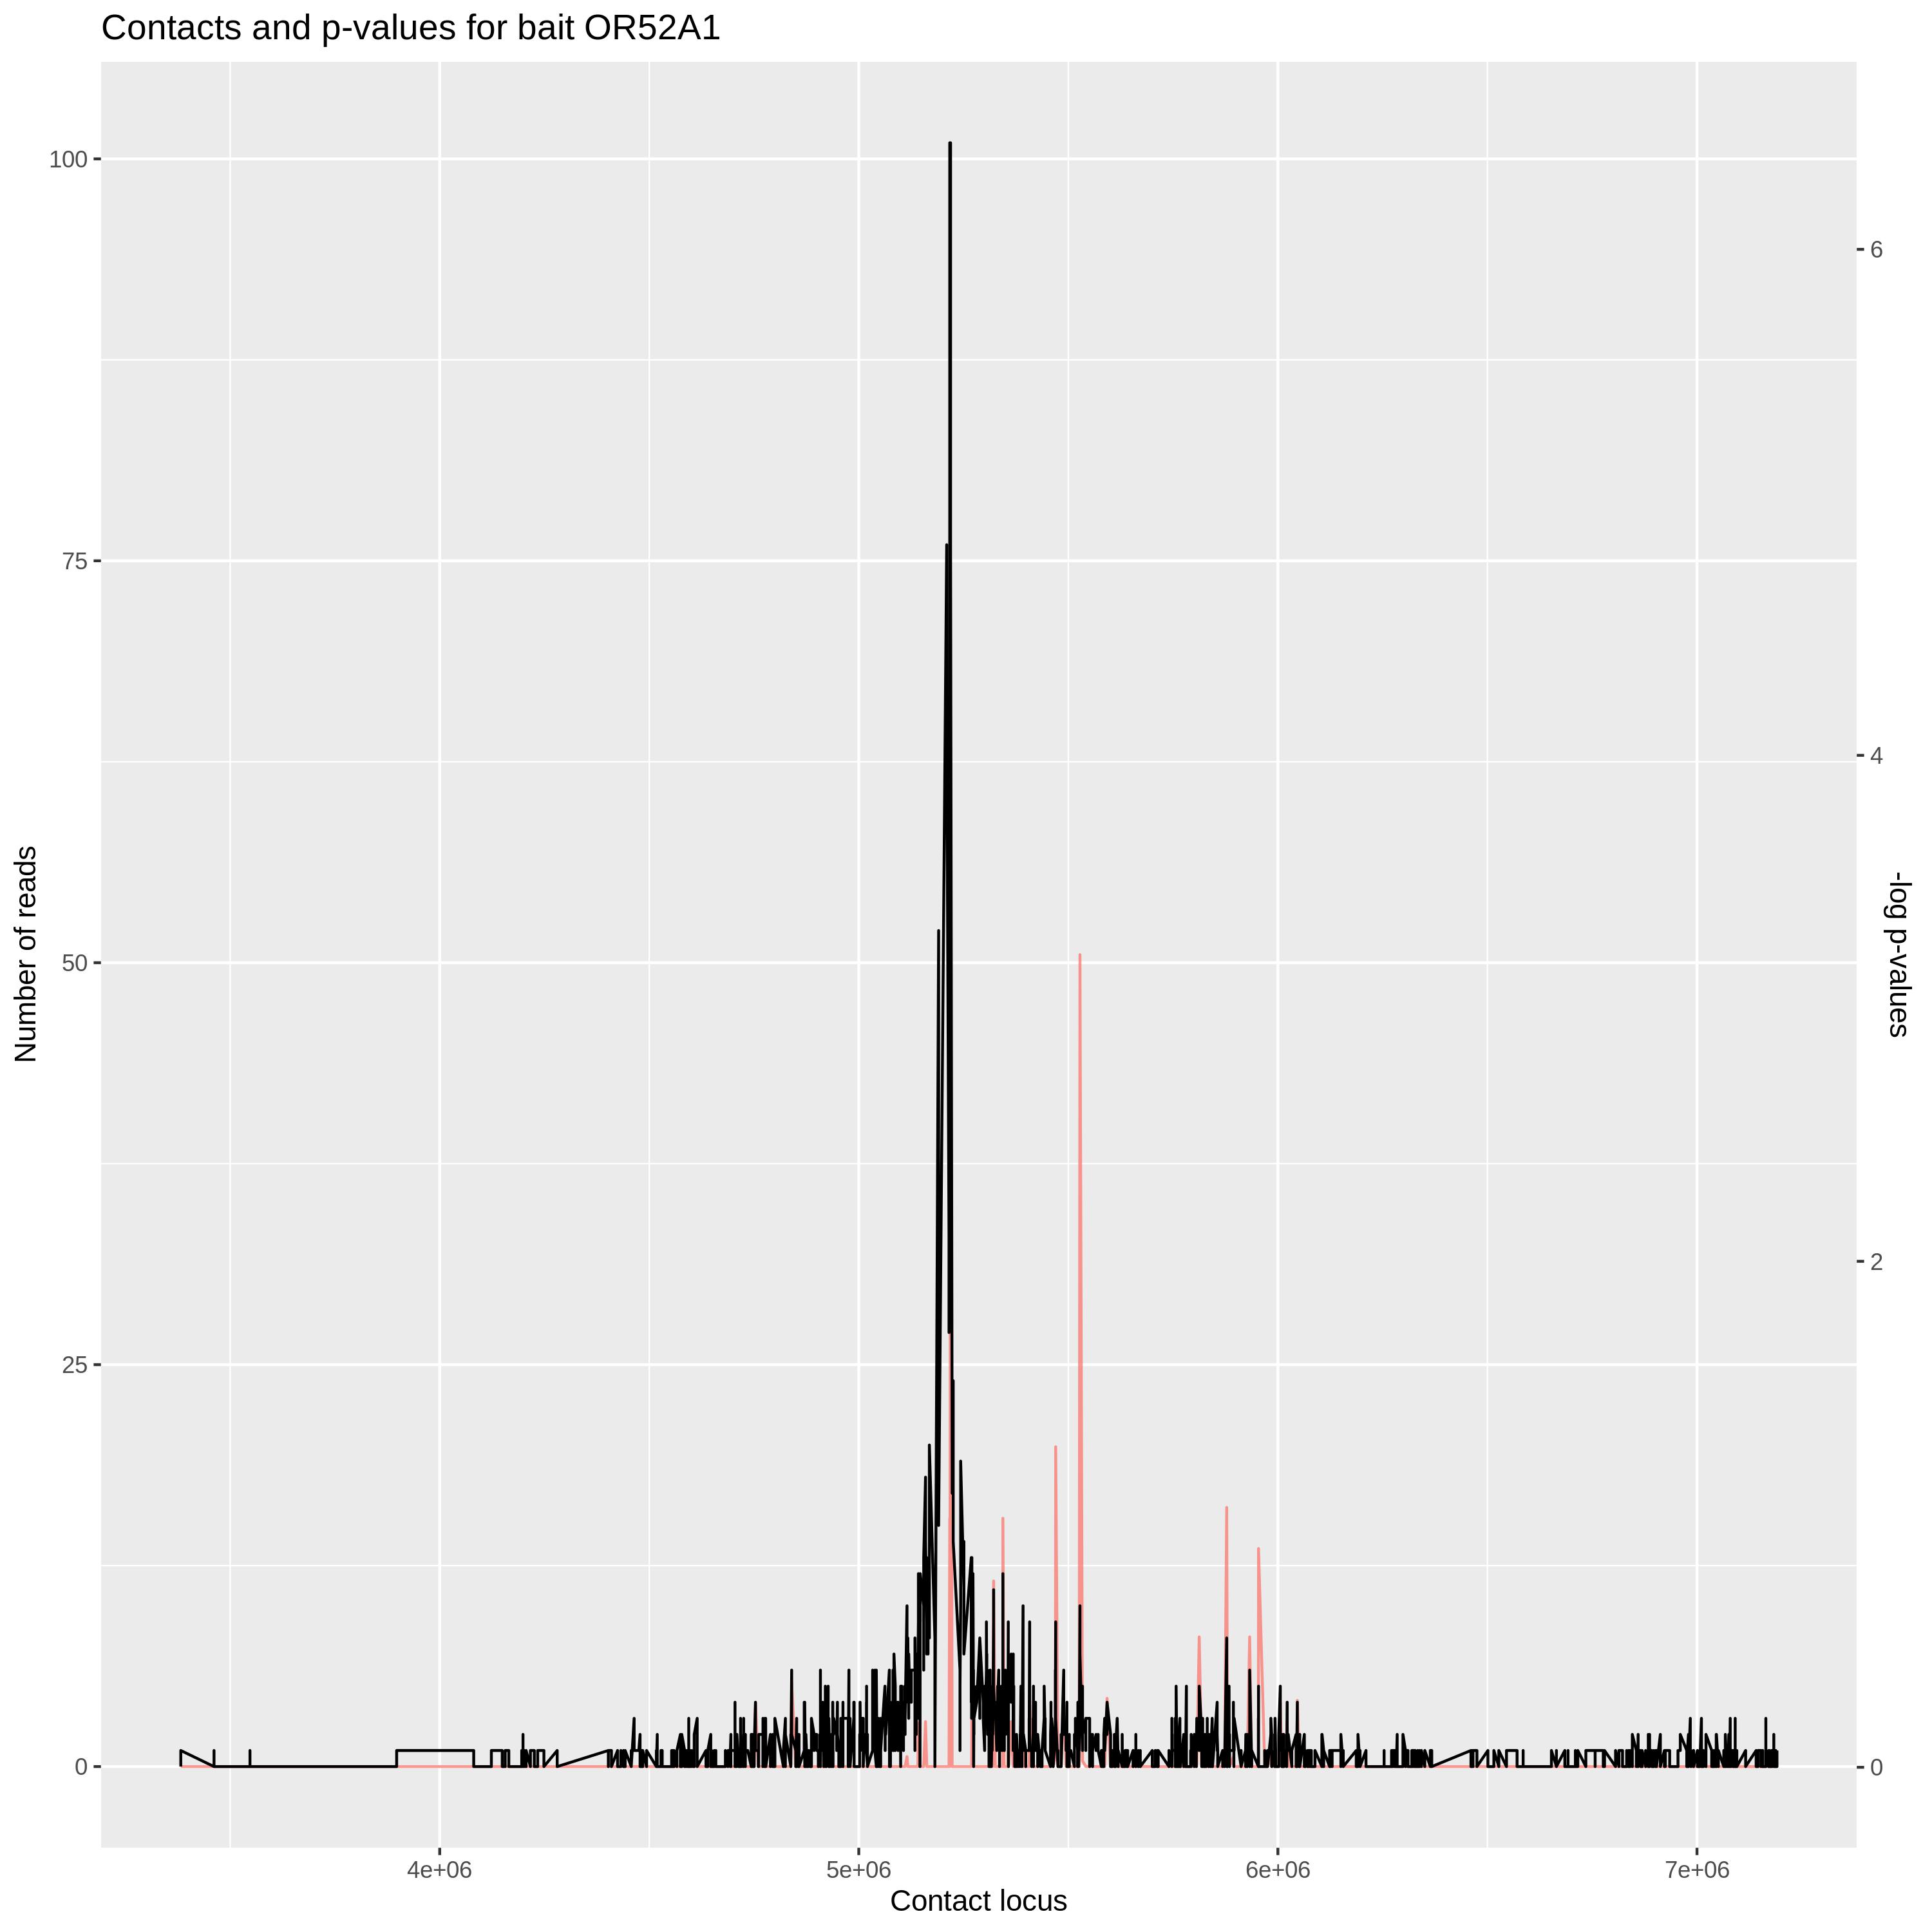 Contacts and p-values for bait OR52A1
100
75
50
25
0
Number of reads
6
4
2
0
-log p-values
4e+06
5e+06
6e+06
7e+06
Contact locus